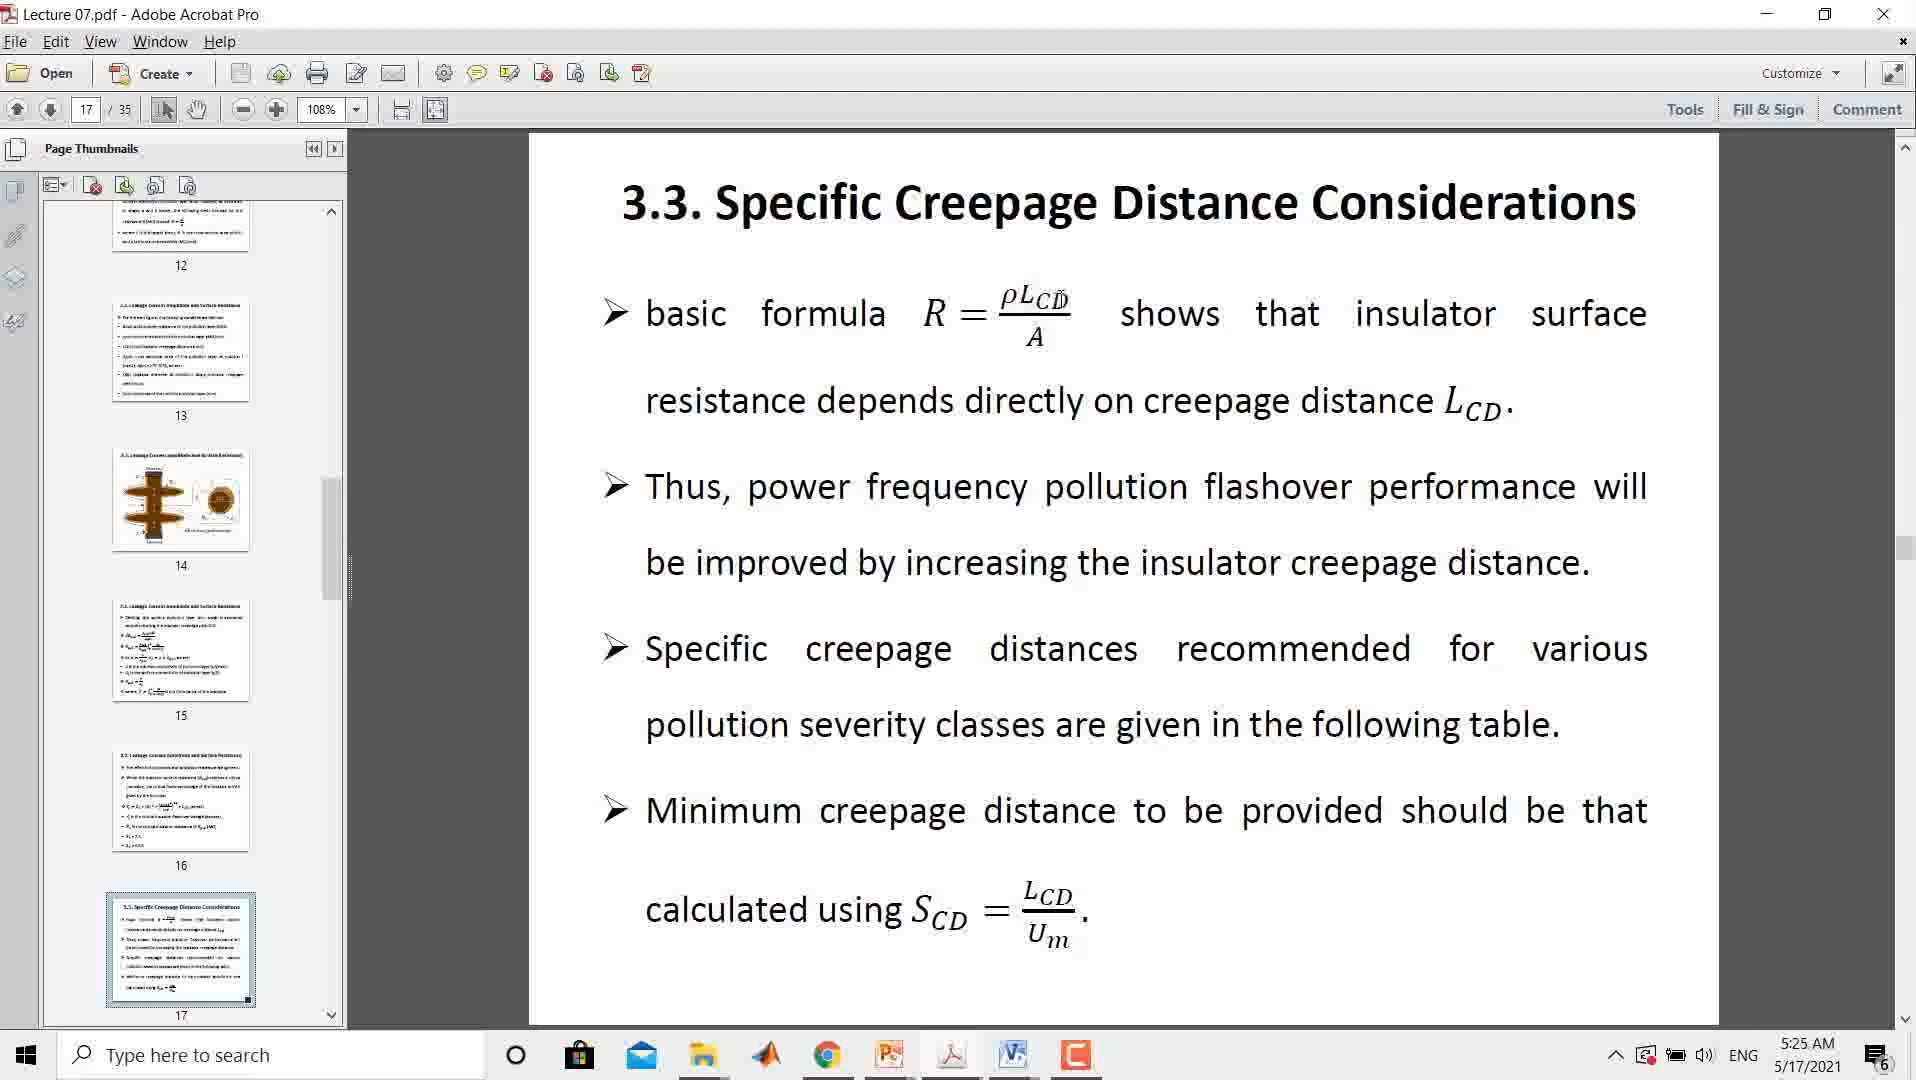 Lecture 07.pdf - Adobe Acrobat Pro
File Edit View Window Help
Open Create Customize
17 / 35 108% Tools Fill & Sign Comment
Page Thumbnails
12
13
14
15
16
17
3.3. Specific Creepage Distance Considerations
➢ basic formula R = ρL_CD / A shows that insulator surface
resistance depends directly on creepage distance L_CD.
➢ Thus, power frequency pollution flashover performance will
be improved by increasing the insulator creepage distance.
➢ Specific creepage distances recommended for various
pollution severity classes are given in the following table.
➢ Minimum creepage distance to be provided should be that
calculated using S_CD = L_CD / U_m.
Type here to search
ENG
5:25 AM
5/17/2021
6